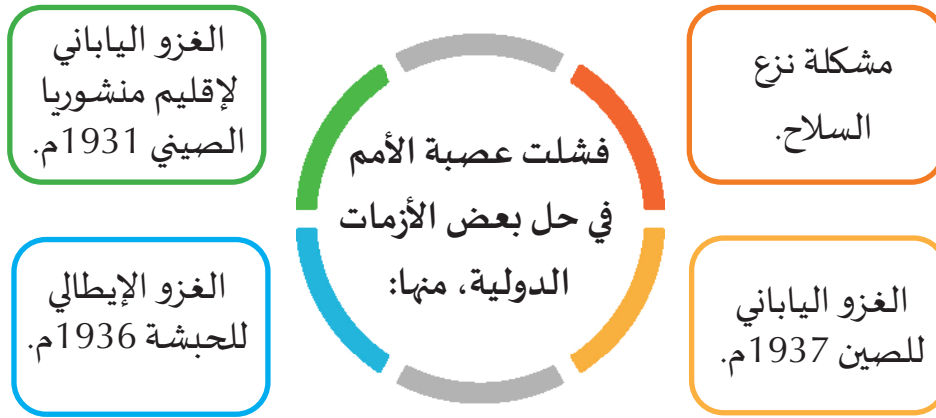 فشلت عصبة الأمم
في حل بعض الأزمات
الدولية، منها:
مشكلة نزع
السلاح.
الغزو الياباني
لإقليم منشوريا
الصيني 1931م.
الغزو الياباني
للصين 1937م.
الغزو الإيطالي
للحبشة 1936م.